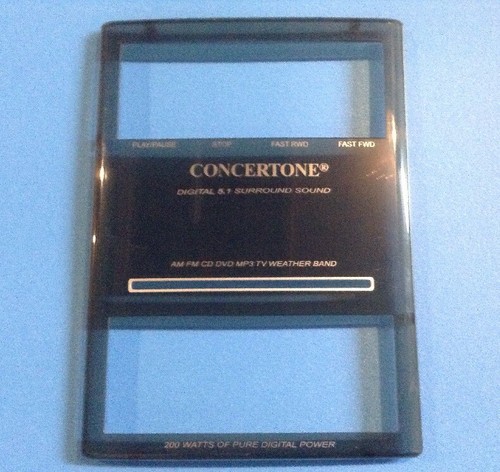 PLAY/PAUSE STOP FAST RWD FAST FWD
CONCERTONE®
DIGITAL 5.1 SURROUND SOUND
AM-FM CD DVD MP3 TV WEATHER BAND
200 WATTS OF PURE DIGITAL POWER